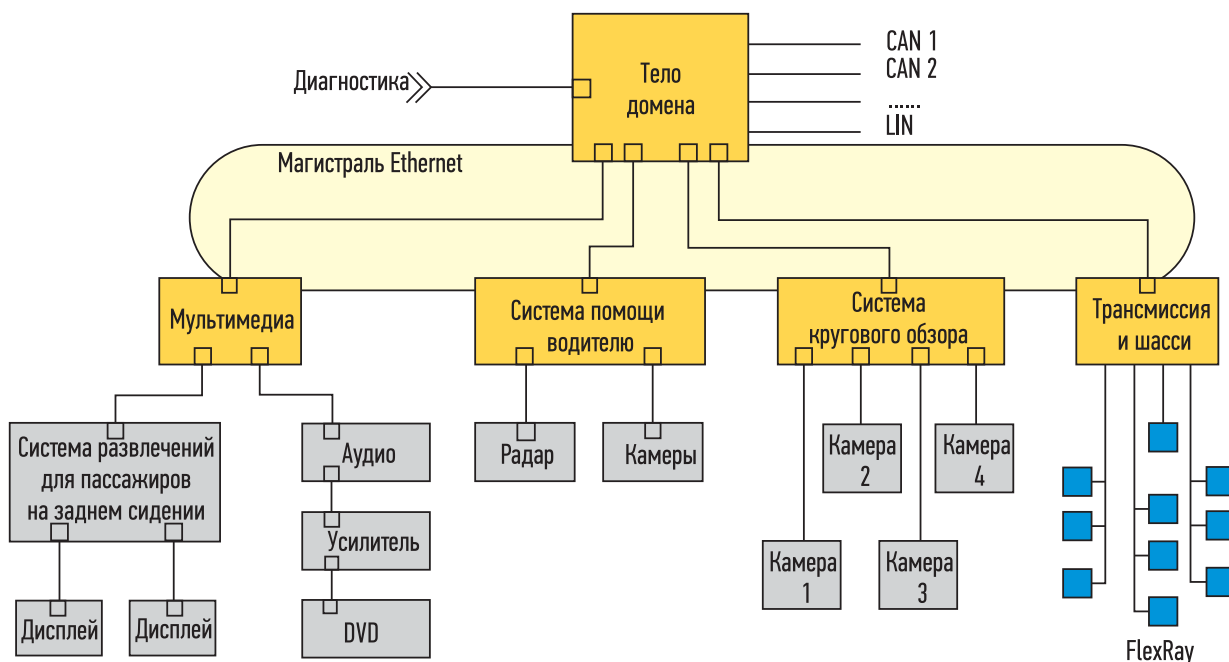 Диагностика
Тело
домена
CAN 1
CAN 2
......
LIN
Магистраль Ethernet
Мультимедиа
Система помощи
водителю
Система
кругового обзора
Трансмиссия
и шасси
Система развлечений
для пассажиров
на заднем сидении
Аудио
Радар
Камеры
Камера
2
Камера
4
Усилитель
Камера
1
Камера
3
Дисплей
Дисплей
DVD
FlexRay